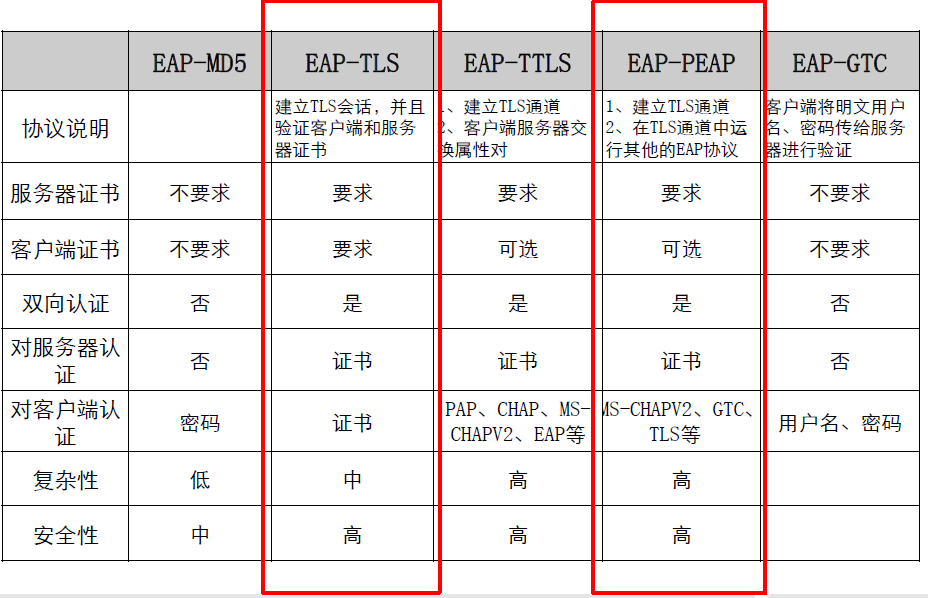 EAP-MD5 EAP-TLS EAP-TTLS EAP-PEAP EAP-GTC
协议说明
建立TLS会话，并且
验证客户端和服务
器证书
1、建立TLS通道
2、客户端服务器交
换属性对
1、建立TLS通道
2、在TLS通道中运
行其他的EAP协议
客户端将明文用户
名、密码传给服务
器进行验证
服务器证书 不要求 要求 要求 要求 不要求
客户端证书 不要求 要求 可选 可选 不要求
双向认证 否 是 是 是 否
对服务器认
证
否 证书 证书 证书 否
对客户端认
证
密码 证书
PAP、CHAP、MS-
CHAPV2、EAP等
MS-CHAPV2、GTC、
TLS等
用户名、密码
复杂性 低 中 高 高
安全性 中 高 高 高